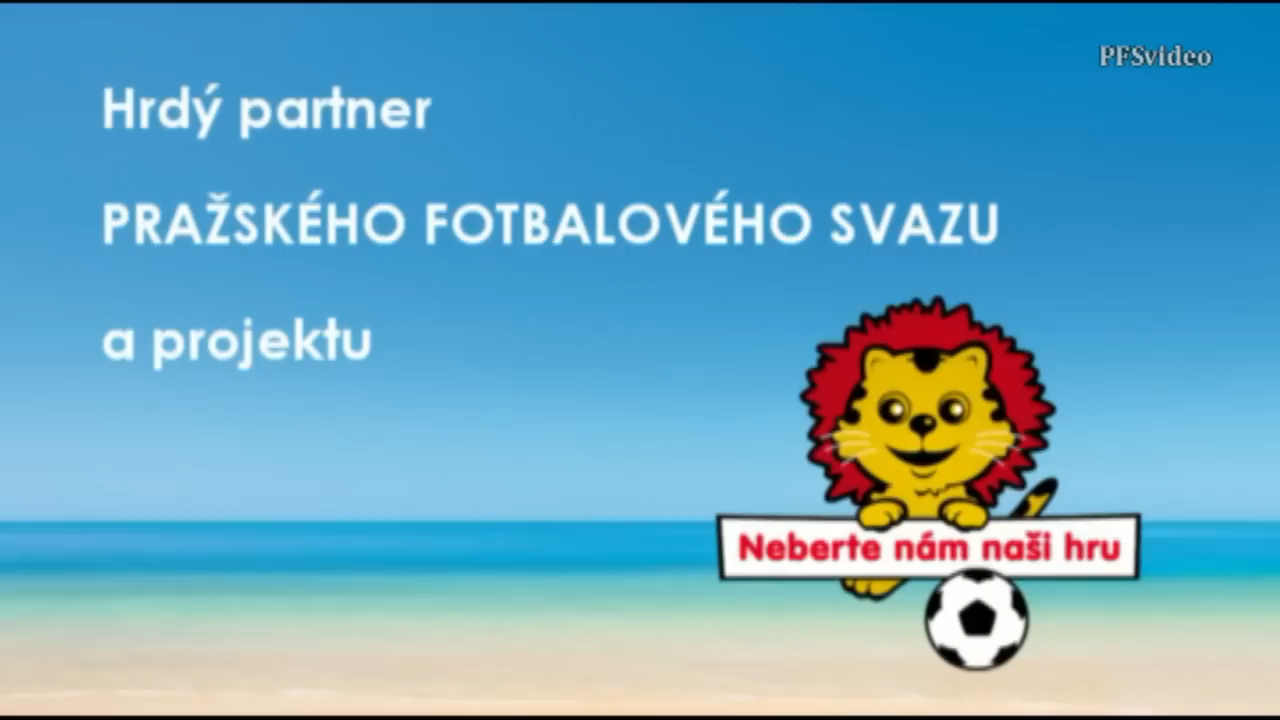 PFSvideo
Hrdý partner
PRAŽSKÉHO FOTBALOVÉHO SVAZU
a projektu
Neberte nám naši hru